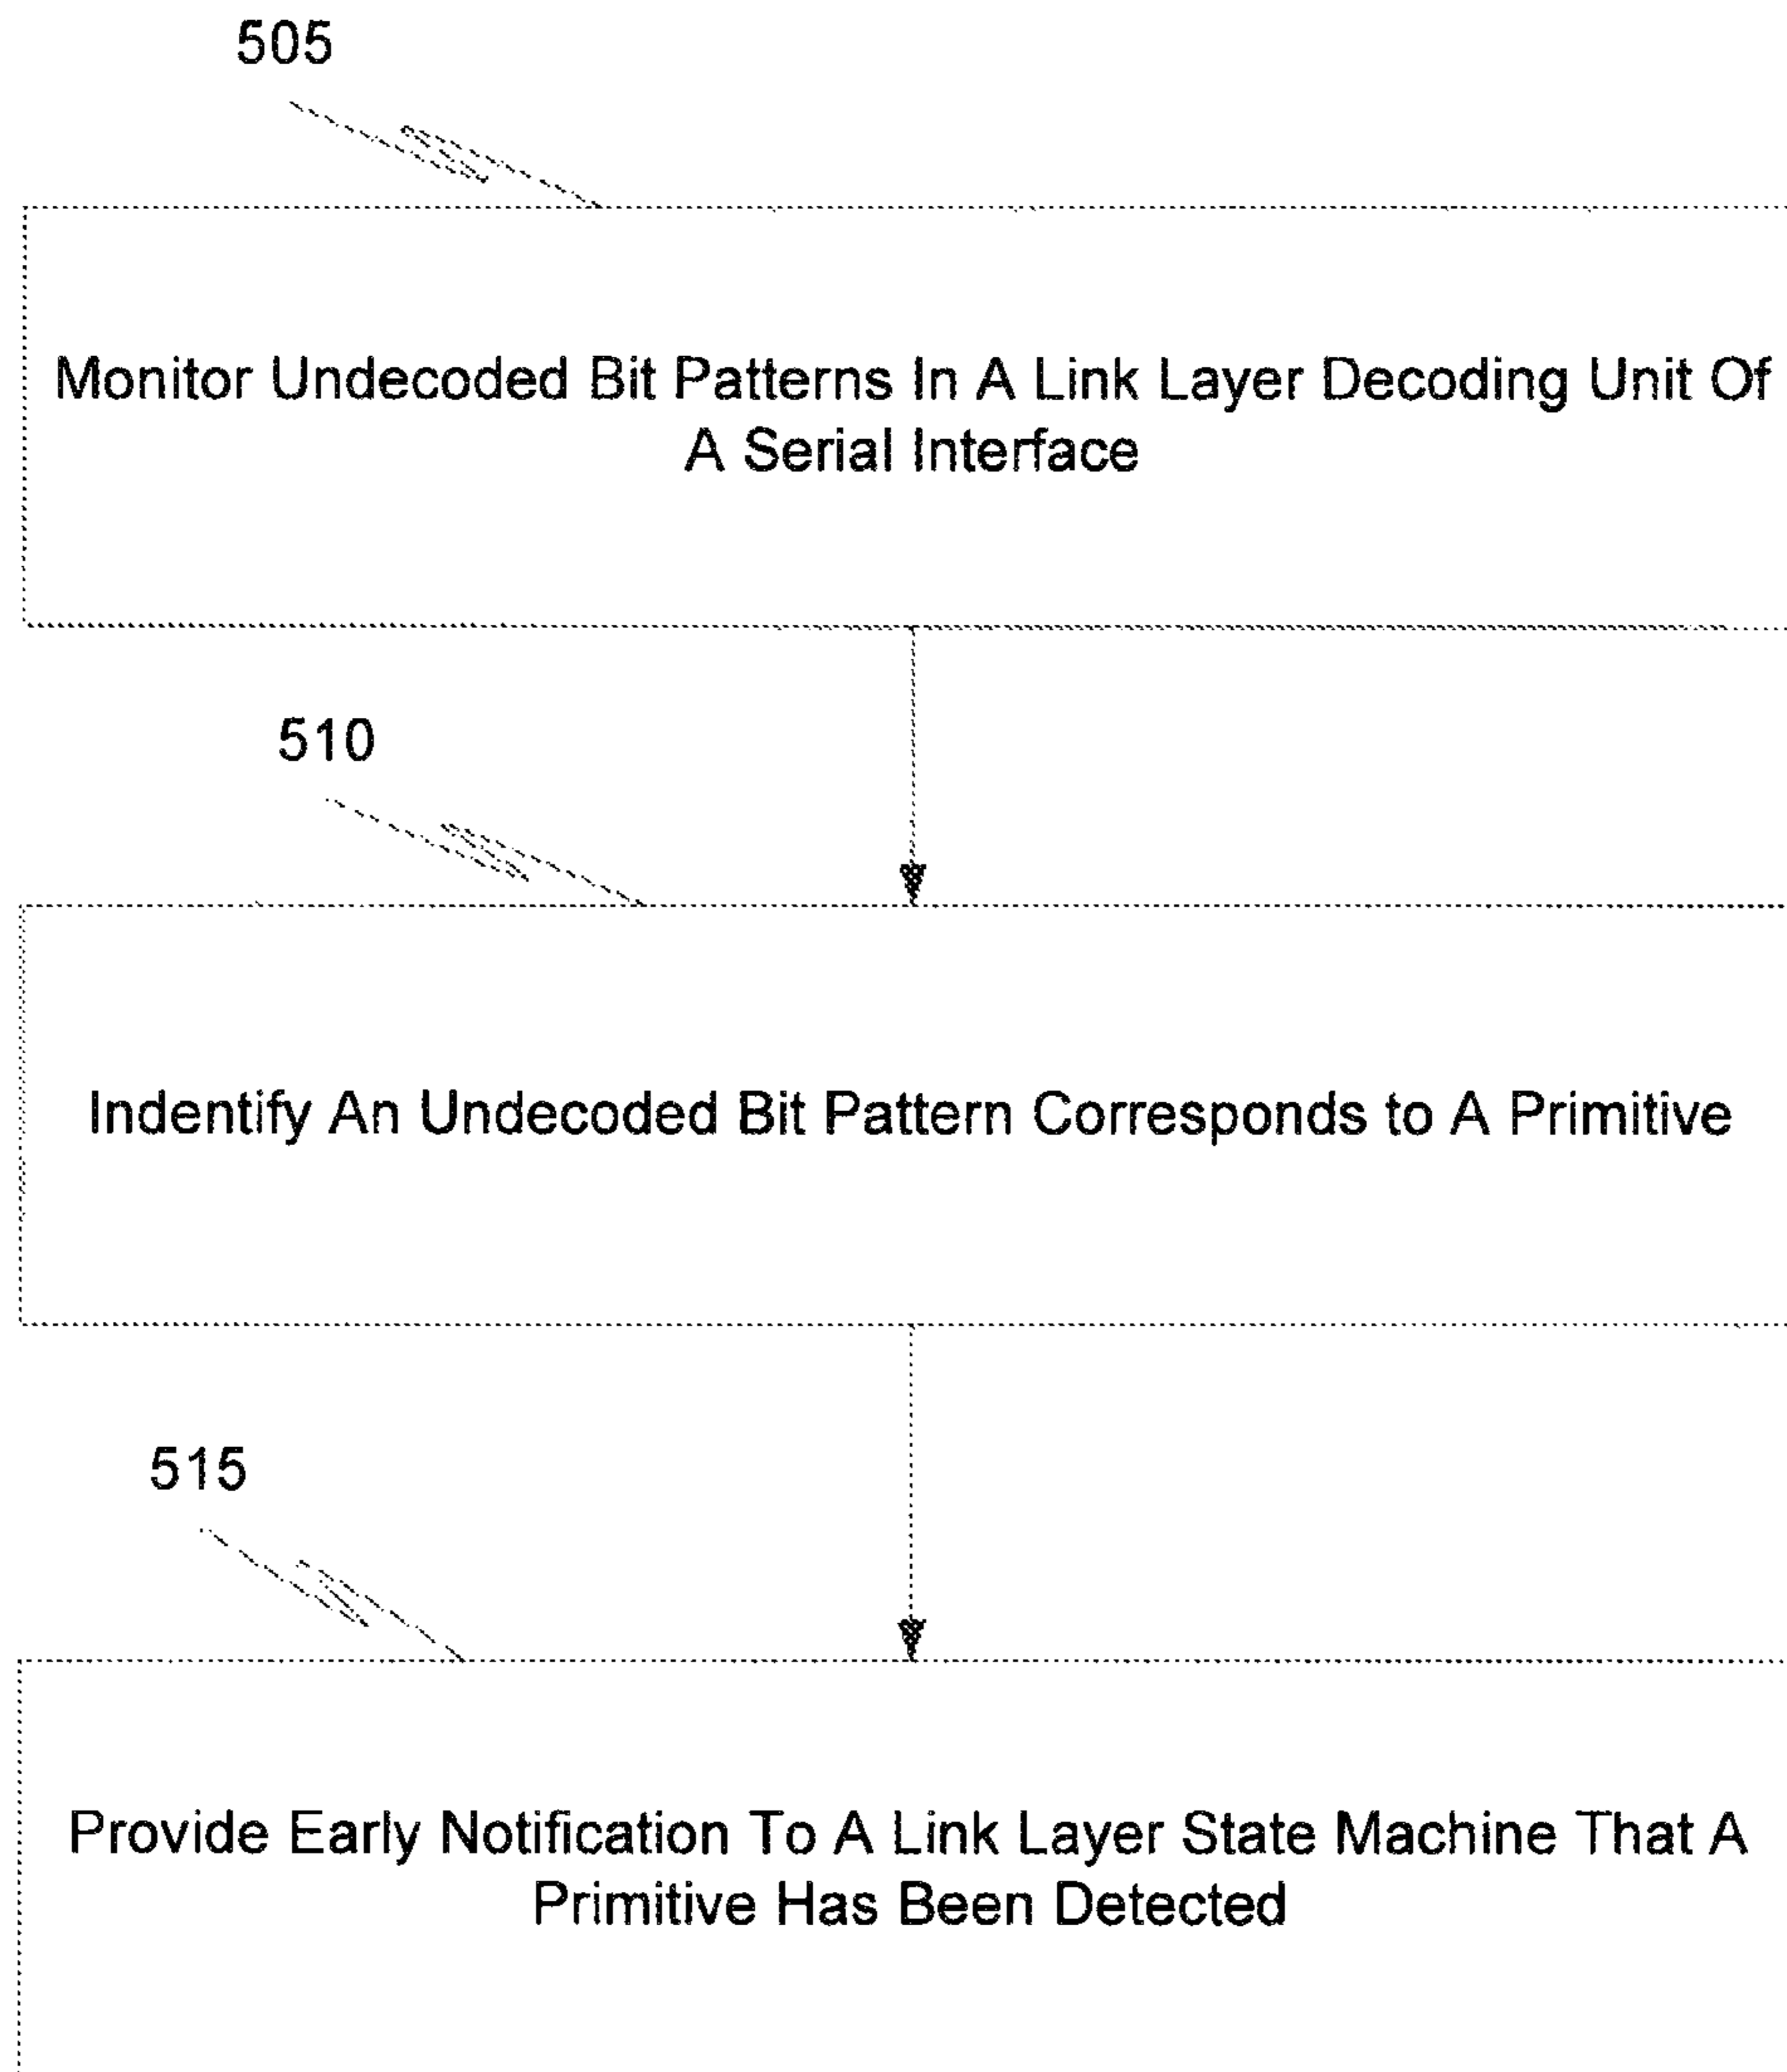 505
Monitor Undecoded Bit Patterns In A Link Layer Decoding Unit Of
A Serial Interface
510
Indentify An Undecoded Bit Pattern Corresponds to A Primitive
515
Provide Early Notification To A Link Layer State Machine That A
Primitive Has Been Detected